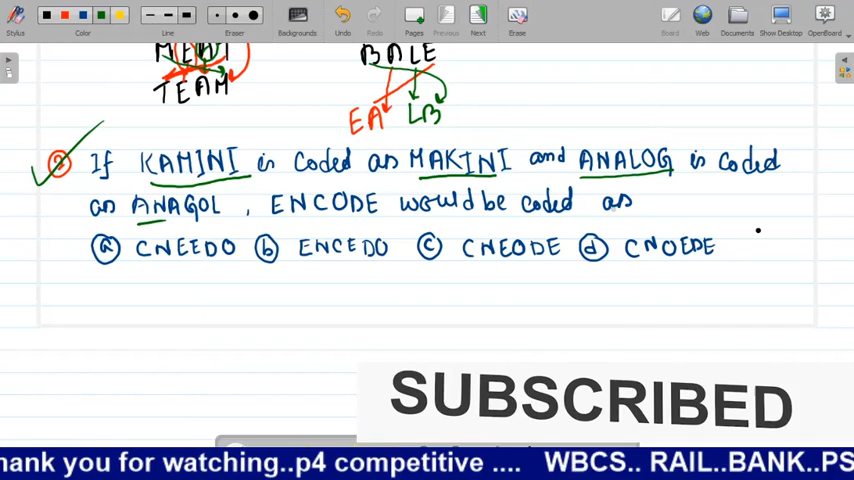 Stylus Color Line Eraser Backgrounds Undo Redo Pages Previous Next Erase Board Web Documents Show Desktop OpenBoard
MEAT BALE
TEAM EA LB
② If KAMINI is coded as MAKINI and ANALOG is coded
as ANAGOL , ENCODE would be coded as
ⓐ CNEEDO ⓑ ENCEDO ⓒ CNEODE ⓓ CNOEDE
SUBSCRIBED
hank you for watching..p4 competitive .... WBCS.. RAIL..BANK..PS